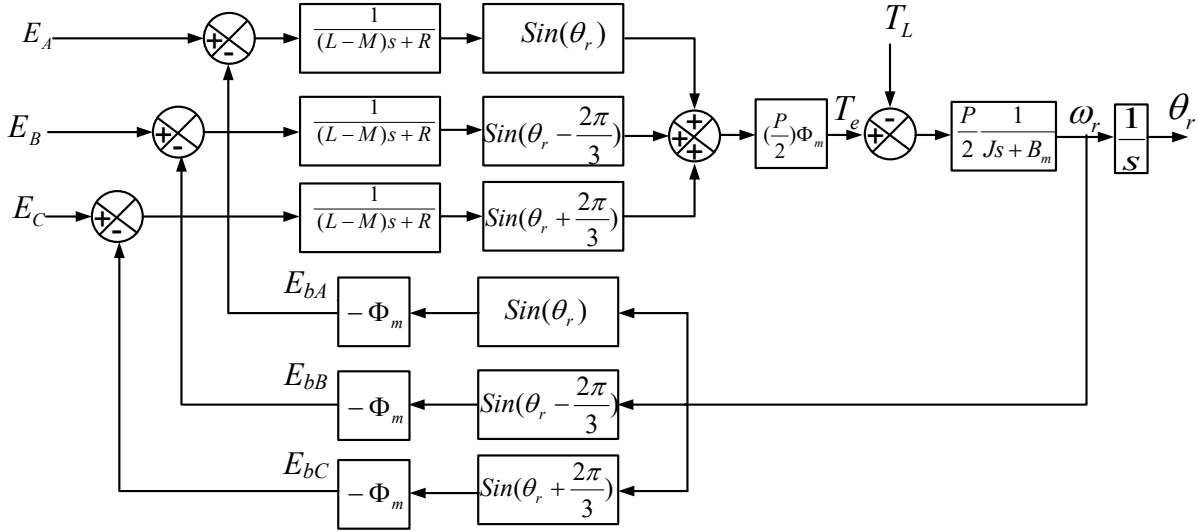 T_L
E_A + - 1/((L−M)s+R) Sin(θ_r)
E_B + - 1/((L−M)s+R) Sin(θ_r − 2π/3) + + + (P/2)Φ_m T_e + - P/2 1/(Js+B_m) ω_r 1/s θ_r
E_C + - 1/((L−M)s+R) Sin(θ_r + 2π/3)
E_bA −Φ_m Sin(θ_r)
E_bB −Φ_m Sin(θ_r − 2π/3)
E_bC −Φ_m Sin(θ_r + 2π/3)